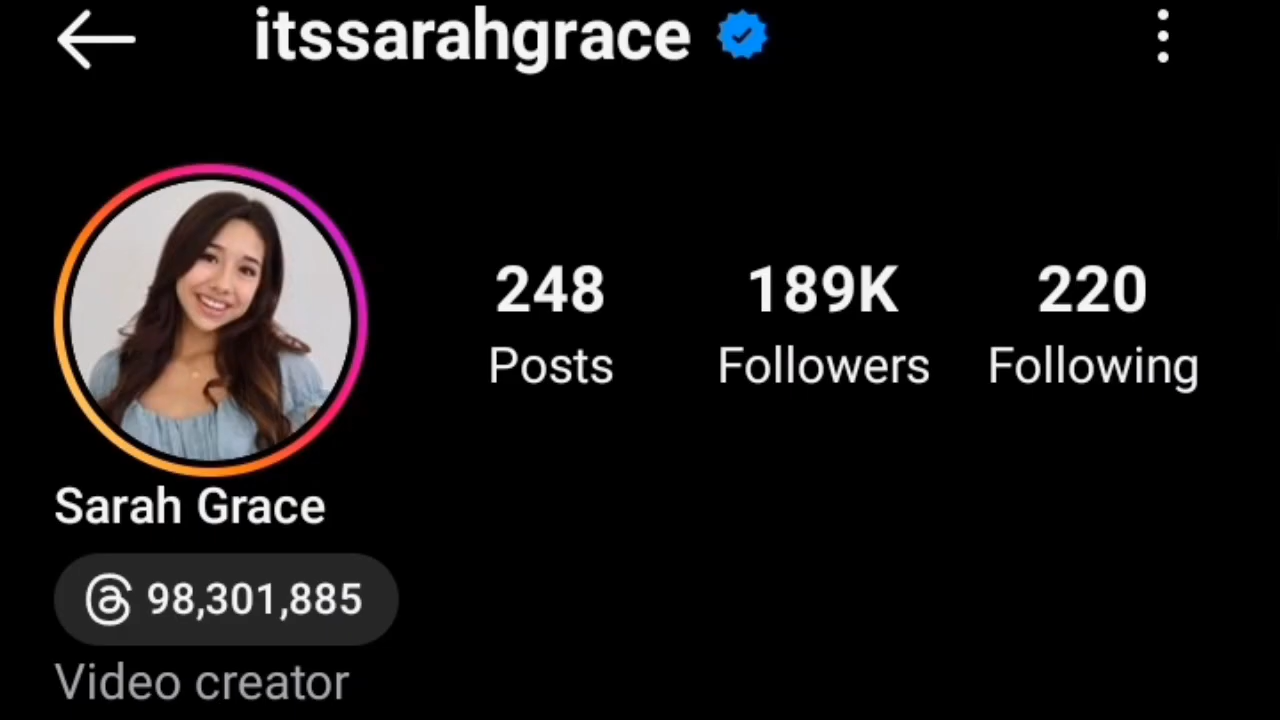 itssarahgrace
248 189K 220
Posts Followers Following
Sarah Grace
98,301,885
Video creator